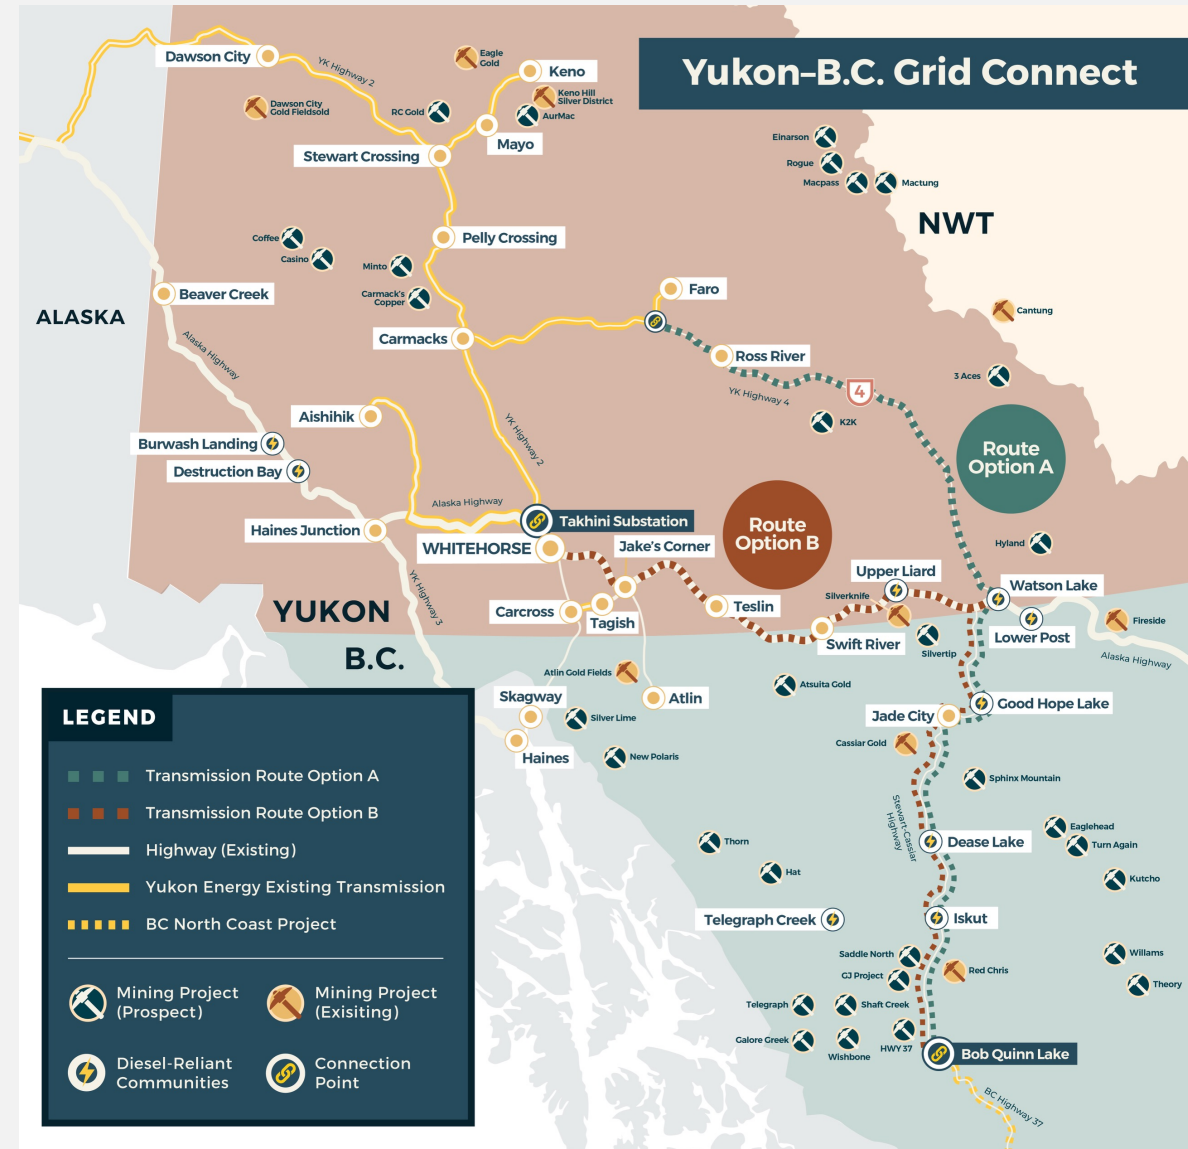 Yukon–B.C. Grid Connect
Dawson City
YK Highway 2
Eagle
Gold
Keno
Dawson City
Gold Fieldsold
RC Gold
Keno Hill
Silver District
AurMac
Mayo
Stewart Crossing
Einarson
Rogue
Macpass
Mactung
NWT
Pelly Crossing
Coffee
Casino
Minto
Carmack's
Copper
Beaver Creek
ALASKA
Alaska Highway
Faro
Cantung
Carmacks
Ross River
YK Highway 4
4
3 Aces
K2K
Aishihik
YK Highway 2
Burwash Landing
Destruction Bay
Route
Option A
Alaska Highway
Takhini Substation
Haines Junction
WHITEHORSE
Jake's Corner
Route
Option B
Hyland
YK Highway 3
YUKON
Carcross
Tagish
Teslin
Silverknife
Upper Liard
Watson Lake
Lower Post
Fireside
Swift River
Silvertip
Alaska Highway
B.C.
Atlin Gold Fields
Atsuita Gold
Skagway
Atlin
Silver Lime
Haines
New Polaris
Good Hope Lake
Jade City
Cassiar Gold
Sphinx Mountain
Stewart-Cassiar
Highway
Thorn
Hat
Dease Lake
Eaglehead
Turn Again
Kutcho
Telegraph Creek
Iskut
Saddle North
GJ Project
Red Chris
Willams
Theory
Telegraph
Shaft Creek
Galore Greek
Wishbone
HWY 37
Bob Quinn Lake
BC Highway 37
LEGEND
Transmission Route Option A
Transmission Route Option B
Highway (Existing)
Yukon Energy Existing Transmission
BC North Coast Project
Mining Project
(Prospect)
Mining Project
(Exisiting)
Diesel-Reliant
Communities
Connection
Point